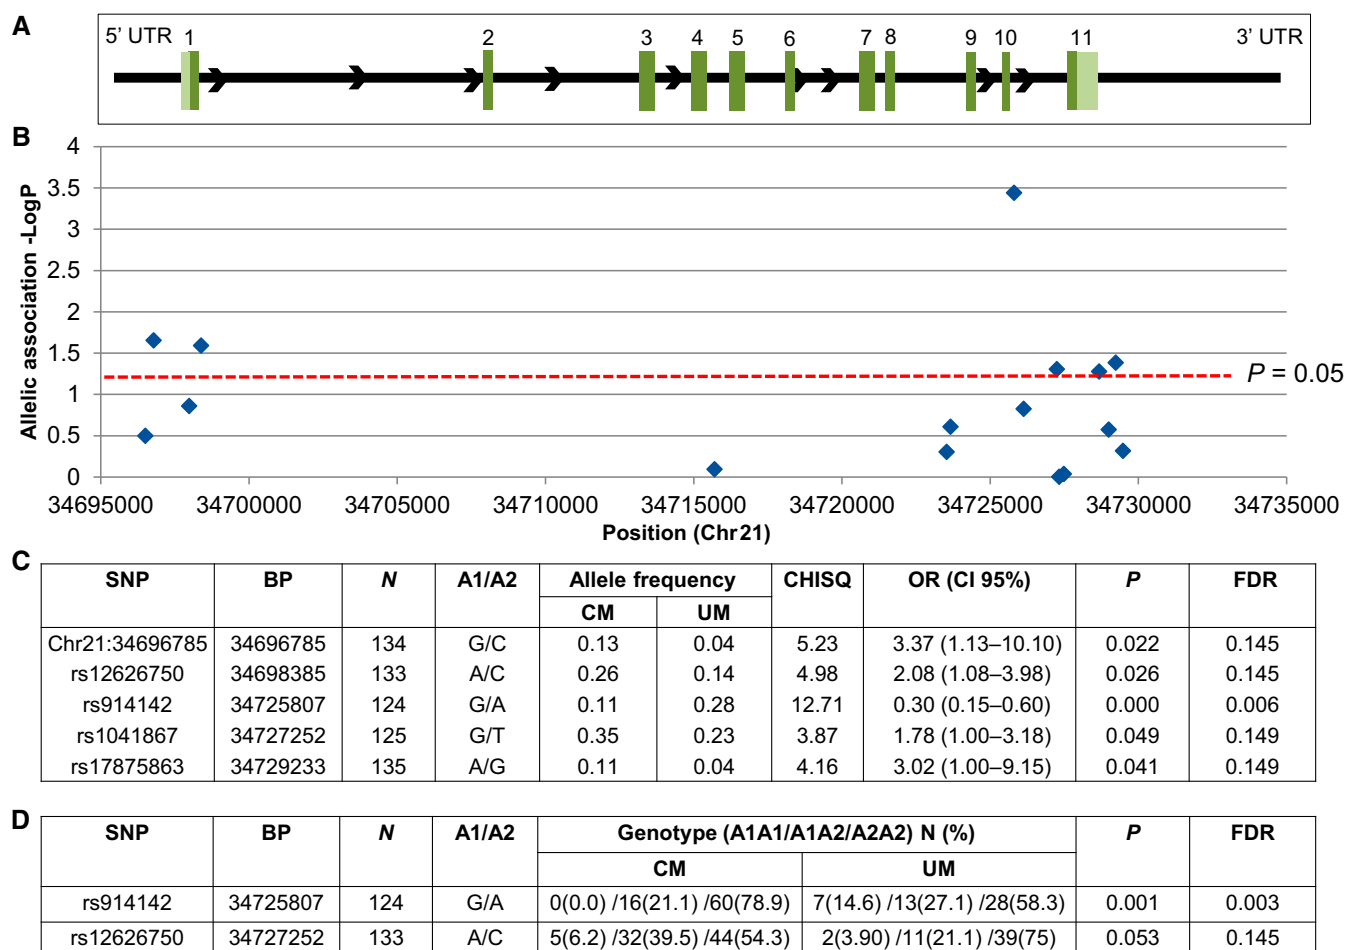 A
5' UTR 1 2 3 4 5 6 7 8 9 10 11 3' UTR
B
Allelic association -LogP
4
3.5
3
2.5
2
1.5
1
0.5
0
P = 0.05
34695000 34700000 34705000 34710000 34715000 34720000 34725000 34730000 34735000
Position (Chr21)
C
SNP BP N A1/A2 Allele frequency CHISQ OR (CI 95%) P FDR
CM UM
Chr21:34696785 34696785 134 G/C 0.13 0.04 5.23 3.37 (1.13–10.10) 0.022 0.145
rs12626750 34698385 133 A/C 0.26 0.14 4.98 2.08 (1.08–3.98) 0.026 0.145
rs914142 34725807 124 G/A 0.11 0.28 12.71 0.30 (0.15–0.60) 0.000 0.006
rs1041867 34727252 125 G/T 0.35 0.23 3.87 1.78 (1.00–3.18) 0.049 0.149
rs17875863 34729233 135 A/G 0.11 0.04 4.16 3.02 (1.00–9.15) 0.041 0.149
D
SNP BP N A1/A2 Genotype (A1A1/A1A2/A2A2) N (%) P FDR
CM UM
rs914142 34725807 124 G/A 0(0.0) /16(21.1) /60(78.9) 7(14.6) /13(27.1) /28(58.3) 0.001 0.003
rs12626750 34727252 133 A/C 5(6.2) /32(39.5) /44(54.3) 2(3.90) /11(21.1) /39(75) 0.053 0.145